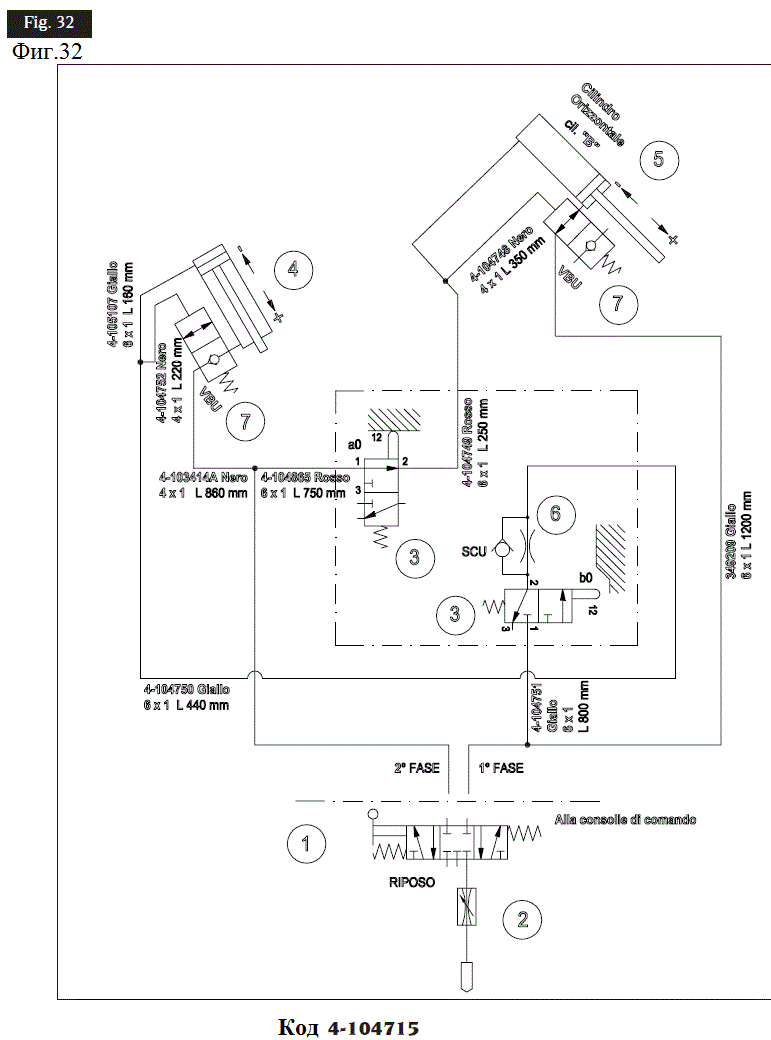 Fig. 32
Фиг.32
Cilindro
Orizzontale
cil. "B"
5
-
+
4-104748 Nero
4 x 1 L 350 mm
VBU
7
4
-
+
4-105107 Giallo
6 x 1 L 160 mm
4-104752 Nero
4 x 1 L 220 mm
VBU
7
a0
12
1
2
3
4-103414A Nero
4 x 1 L 860 mm
4-104865 Rosso
6 x 1 L 750 mm
4-104749 Rosso
6 x 1 L 250 mm
3
6
SCU
2
b0
12
3
3
1
346209 Giallo
6 x 1 L 1200 mm
4-104750 Giallo
6 x 1 L 440 mm
4-104751
Giallo
6 x 1
L 800 mm
2° FASE
1° FASE
Alla consolle di comando
1
RIPOSO
2
Код 4-104715